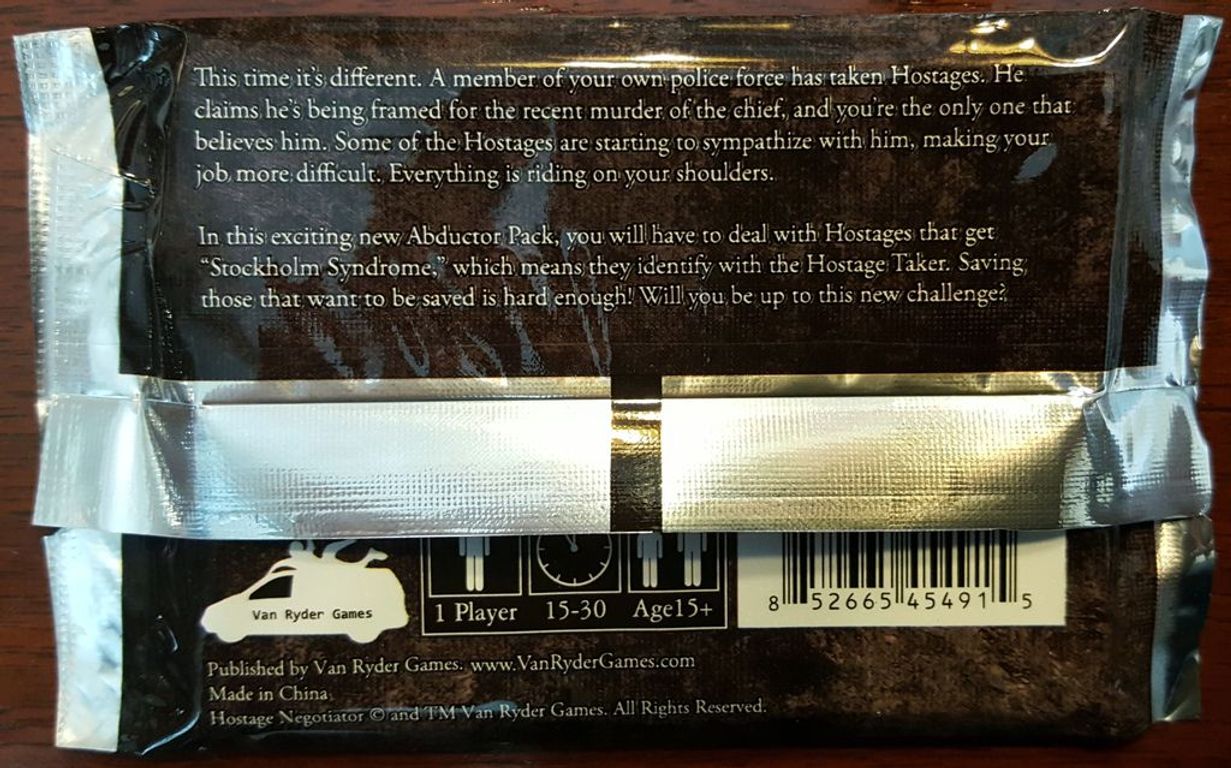 This time it's different. A member of your own police force has taken Hostages. He
claims he's being framed for the recent murder of the chief, and you're the only one that
believes him. Some of the Hostages are starting to sympathize with him, making your
job more difficult. Everything is riding on your shoulders.
In this exciting new Abductor Pack, you will have to deal with Hostages that get
“Stockholm Syndrome,” which means they identify with the Hostage Taker. Saving
those that want to be saved is hard enough! Will you be up to this new challenge?
Van Ryder Games
1 Player 15-30 Age15+
8 52665 45491 5
Published by Van Ryder Games. www.VanRyderGames.com
Made in China
Hostage Negotiator © and TM Van Ryder Games. All Rights Reserved.